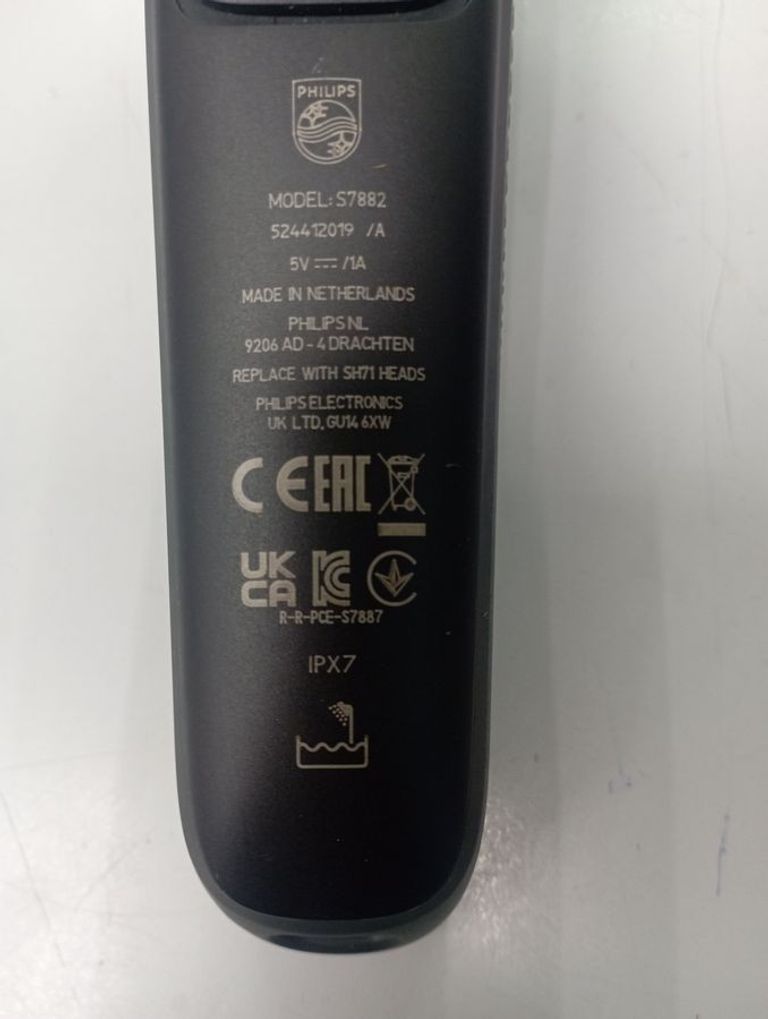 PHILIPS
MODEL: S7882
524412019 /A
5V ⎓ /1A
MADE IN NETHERLANDS
PHILIPS NL
9206 AD - 4 DRACHTEN
REPLACE WITH SH71 HEADS
PHILIPS ELECTRONICS
UK LTD, GU14 6XW
CE EAC
UK
CA
R-R-PCE-S7887
IPX7